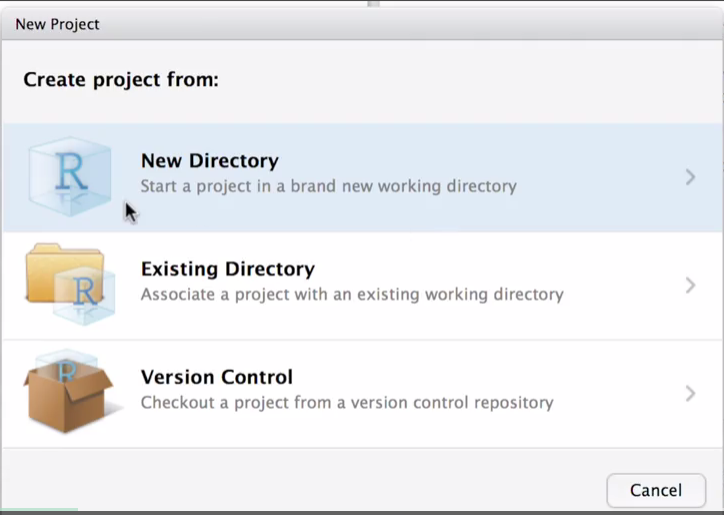 New Project
Create project from:
R
New Directory
Start a project in a brand new working directory
R
Existing Directory
Associate a project with an existing working directory
R
Version Control
Checkout a project from a version control repository
Cancel